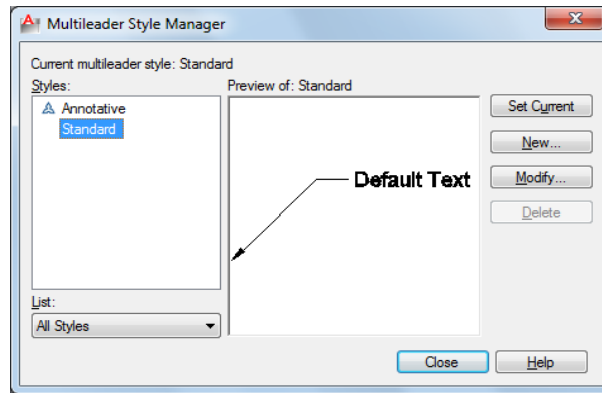 Multileader Style Manager
Current multileader style: Standard
Styles:
Preview of: Standard
Annotative
Standard
Default Text
Set Current
New...
Modify...
Delete
List:
All Styles
Close
Help